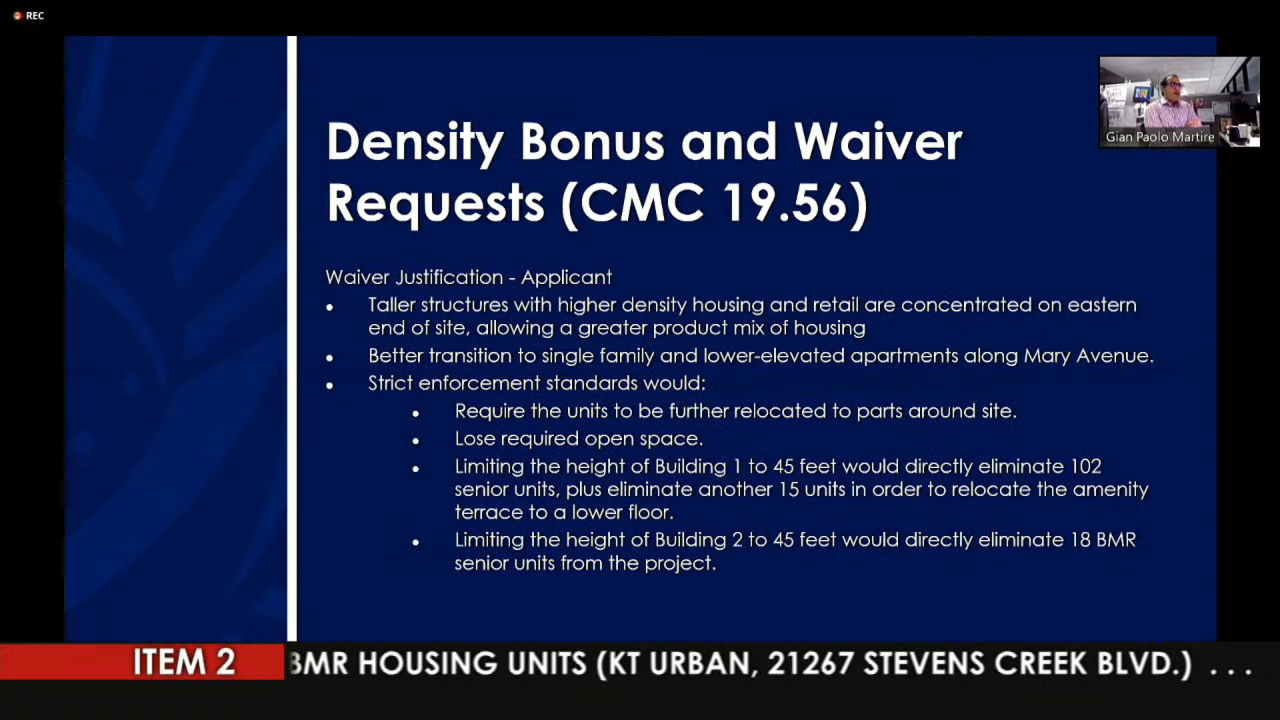 REC
Gian Paolo Martire
Density Bonus and Waiver
Requests (CMC 19.56)
Waiver Justification - Applicant
• Taller structures with higher density housing and retail are concentrated on eastern
end of site, allowing a greater product mix of housing
• Better transition to single family and lower-elevated apartments along Mary Avenue.
• Strict enforcement standards would:
• Require the units to be further relocated to parts around site.
• Lose required open space.
• Limiting the height of Building 1 to 45 feet would directly eliminate 102
senior units, plus eliminate another 15 units in order to relocate the amenity
terrace to a lower floor.
• Limiting the height of Building 2 to 45 feet would directly eliminate 18 BMR
senior units from the project.
ITEM 2 BMR HOUSING UNITS (KT URBAN, 21267 STEVENS CREEK BLVD.) . . .